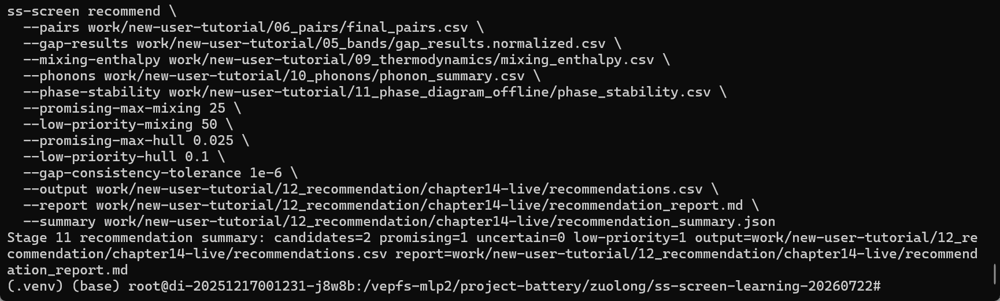 ss-screen recommend \
  --pairs work/new-user-tutorial/06_pairs/final_pairs.csv \
  --gap-results work/new-user-tutorial/05_bands/gap_results.normalized.csv \
  --mixing-enthalpy work/new-user-tutorial/09_thermodynamics/mixing_enthalpy.csv \
  --phonons work/new-user-tutorial/10_phonons/phonon_summary.csv \
  --phase-stability work/new-user-tutorial/11_phase_diagram_offline/phase_stability.csv \
  --promising-max-mixing 25 \
  --low-priority-mixing 50 \
  --promising-max-hull 0.025 \
  --low-priority-hull 0.1 \
  --gap-consistency-tolerance 1e-6 \
  --output work/new-user-tutorial/12_recommendation/chapter14-live/recommendations.csv \
  --report work/new-user-tutorial/12_recommendation/chapter14-live/recommendation_report.md \
  --summary work/new-user-tutorial/12_recommendation/chapter14-live/recommendation_summary.json
Stage 11 recommendation summary: candidates=2 promising=1 uncertain=0 low-priority=1 output=work/new-user-tutorial/12_re
commendation/chapter14-live/recommendations.csv report=work/new-user-tutorial/12_recommendation/chapter14-live/recommend
ation_report.md
(.venv) (base) root@di-20251217001231-j8w8b:/vepfs-mlp2/project-battery/zuolong/ss-screen-learning-20260722#